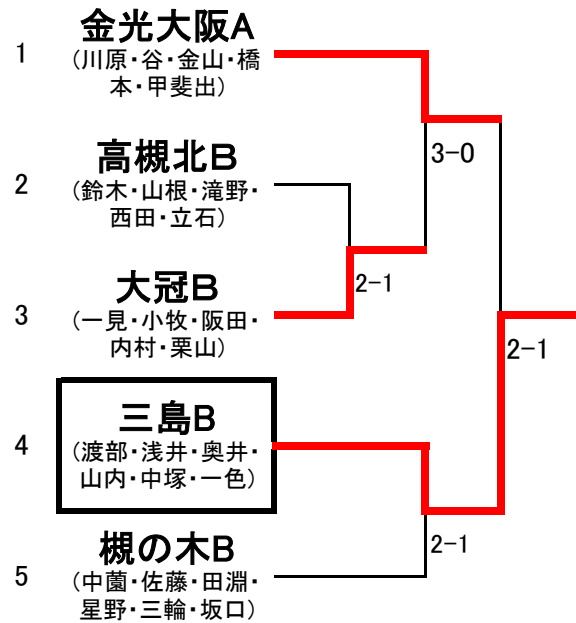 金光大阪A
1
(川原・谷・金山・橋
本・甲斐出)
高槻北B
2
(鈴木・山根・滝野・
西田・立石)
3-0
大冠B
3
(一見・小牧・阪田・
内村・栗山)
2-1
2-1
三島B
4
(渡部・浅井・奥井・
山内・中塚・一色)
槻の木B
5
(中薗・佐藤・田淵・
星野・三輪・坂口)
2-1